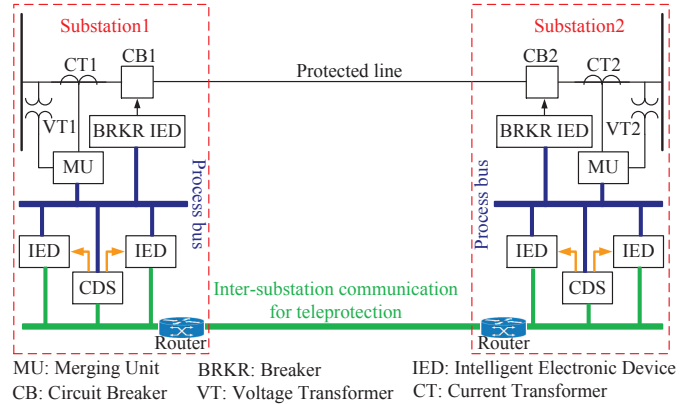 Substation1
Substation2
CT1
CB1
Protected line
CB2
CT2
VT1
BRKR IED
BRKR IED
VT2
MU
MU
Process bus
Process bus
IED
IED
IED
IED
CDS
CDS
Inter-substation communication
for teleprotection
Router
Router
MU: Merging Unit
BRKR: Breaker
IED: Intelligent Electronic Device
CB: Circuit Breaker
VT: Voltage Transformer
CT: Current Transformer